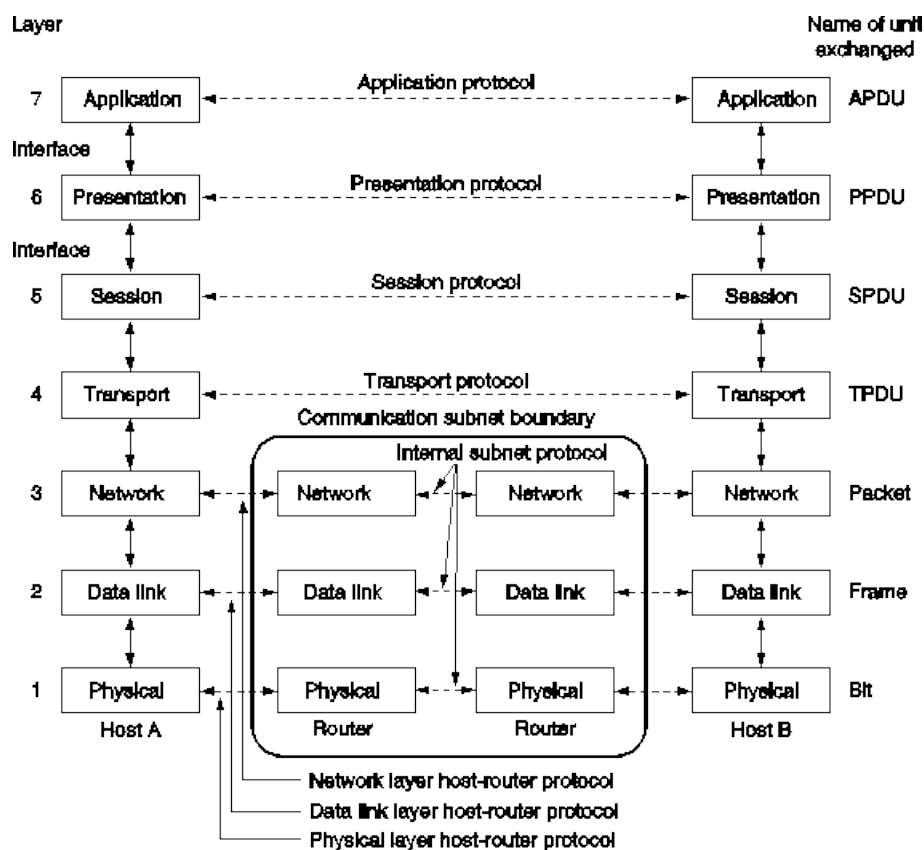 Layer
Name of unit
exchanged
7
Application
Application protocol
Application
APDU
Interface
6
Presentation
Presentation protocol
Presentation
PPDU
Interface
5
Session
Session protocol
Session
SPDU
4
Transport
Transport protocol
Transport
TPDU
Communication subnet boundary
Internal subnet protocol
3
Network
Network
Network
Network
Packet
2
Data link
Data link
Data link
Data link
Frame
1
Physical
Physical
Physical
Physical
Bit
Host A
Router
Router
Host B
Network layer host-router protocol
Data link layer host-router protocol
Physical layer host-router protocol